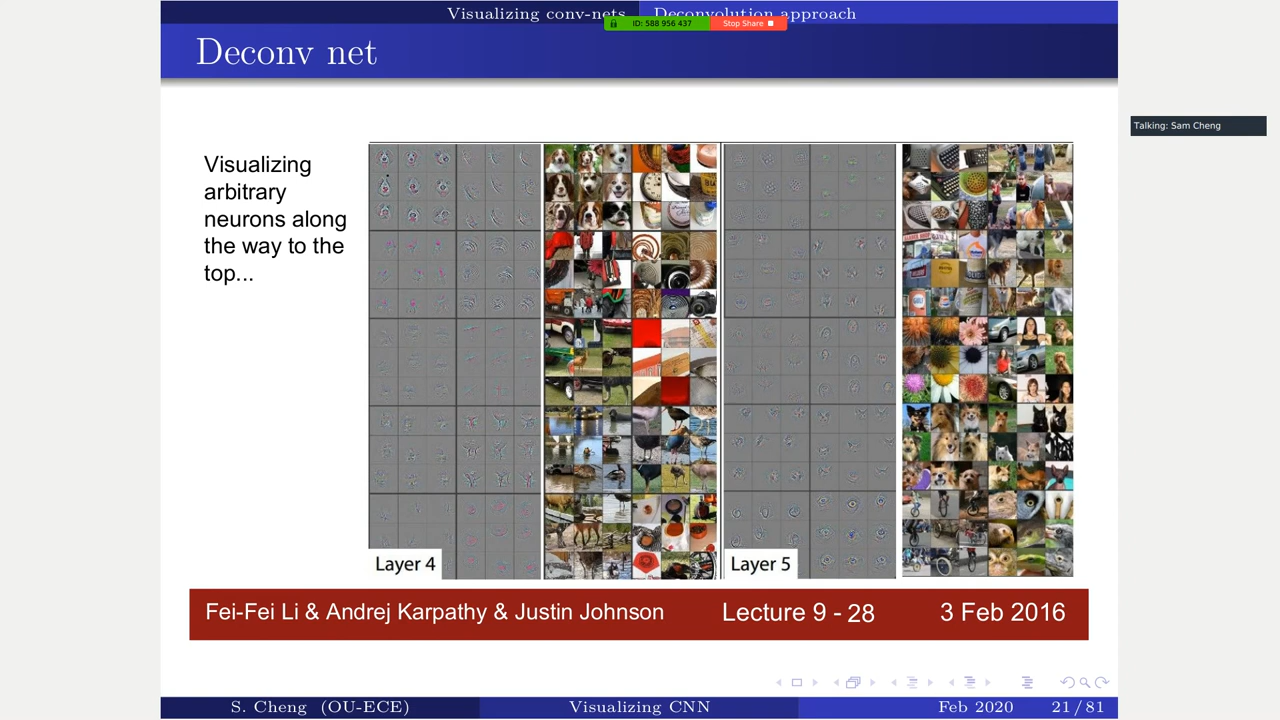 Visualizing conv-nets Deconvolution approach
ID: 588 956 437 Stop Share
Deconv net
Talking: Sam Cheng
Visualizing
arbitrary
neurons along
the way to the
top...
Layer 4
Layer 5
Fei-Fei Li & Andrej Karpathy & Justin Johnson Lecture 9 - 28 3 Feb 2016
S. Cheng (OU-ECE) Visualizing CNN Feb 2020 21 / 81